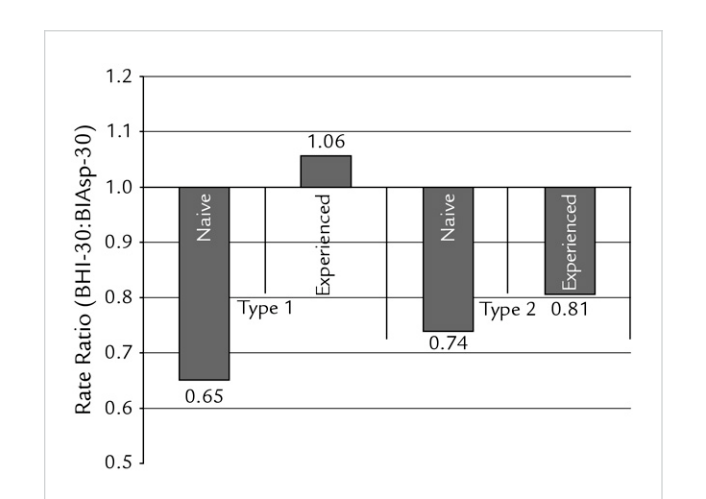 Rate Ratio (BHI-30:BIAsp-30)
1.2
1.1
1.0
0.9
0.8
0.7
0.6
0.5
Naive
0.65
Type 1
1.06
Experienced
Naive
0.74
Type 2
Experienced
0.81